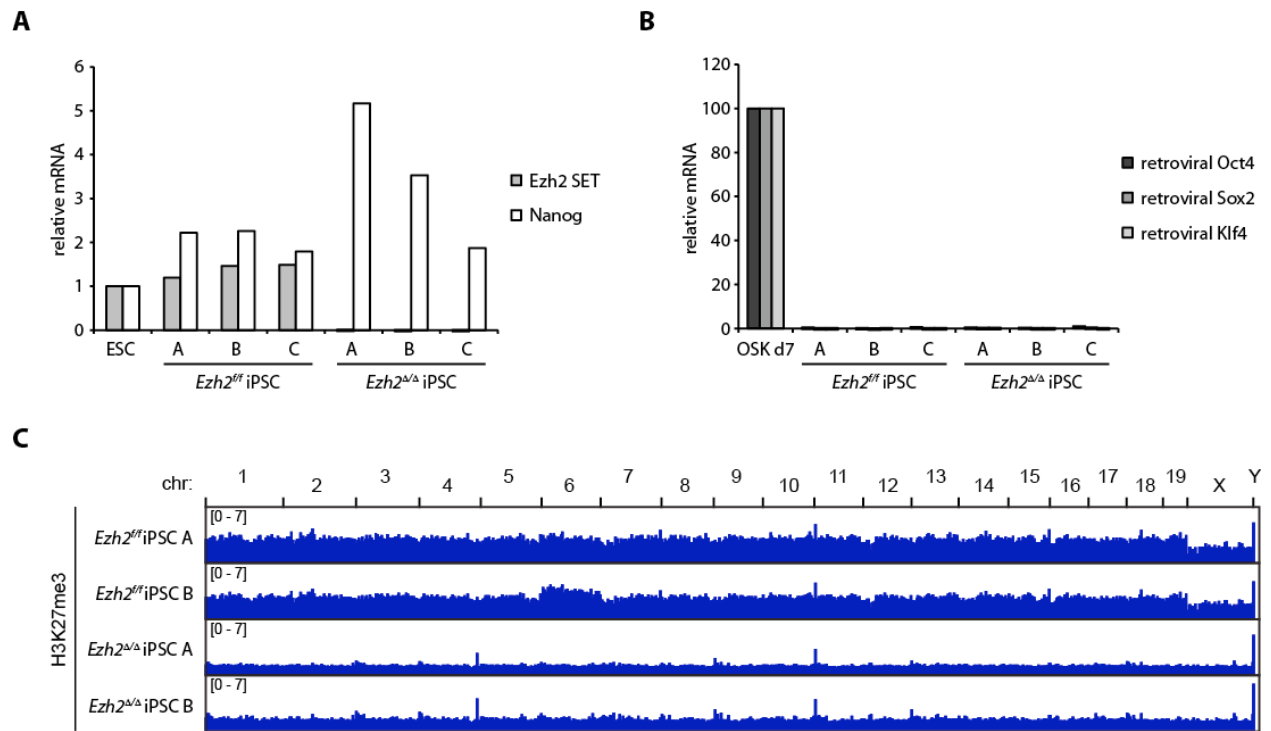 A
6
5
4
3
2
1
0
relative mRNA
Ezh2 SET
Nanog
ESC A B C A B C
Ezh2f/f iPSC Ezh2Δ/Δ iPSC
B
120
100
80
60
40
20
0
relative mRNA
retroviral Oct4
retroviral Sox2
retroviral Klf4
OSK d7 A B C A B C
Ezh2f/f iPSC Ezh2Δ/Δ iPSC
C
chr: 1 2 3 4 5 6 7 8 9 10 11 12 13 14 15 16 17 18 19 X Y
H3K27me3
Ezh2f/f iPSC A [0 - 7]
Ezh2f/f iPSC B [0 - 7]
Ezh2Δ/Δ iPSC A [0 - 7]
Ezh2Δ/Δ iPSC B [0 - 7]